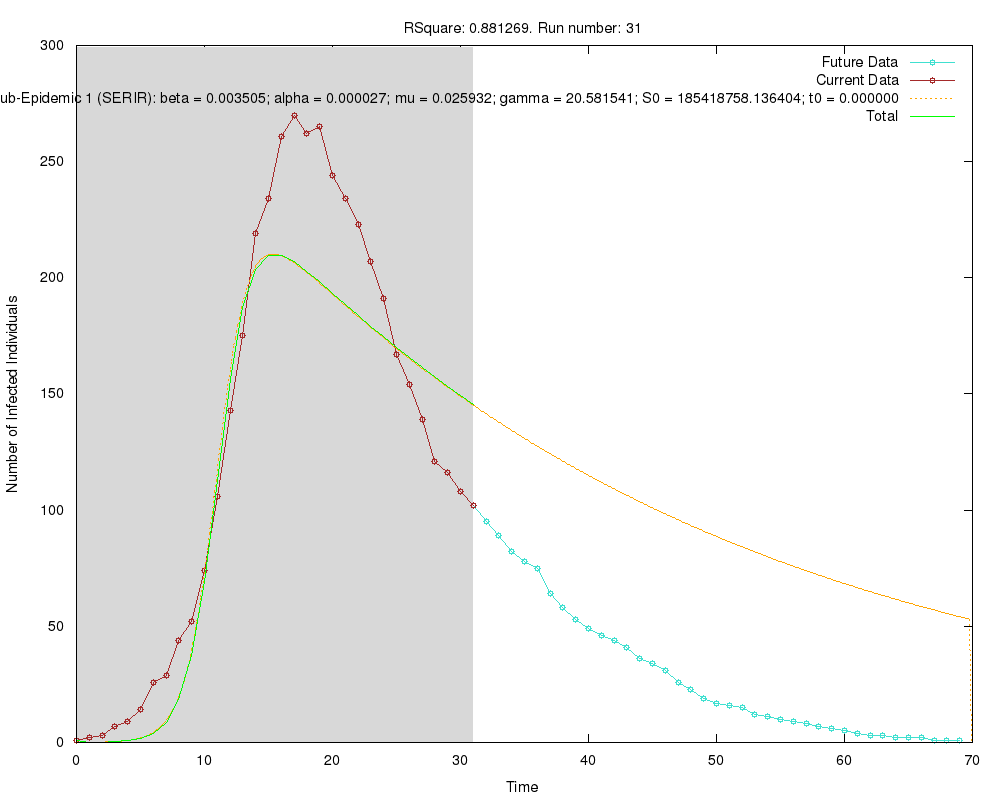 RSquare: 0.881269. Run number: 31
300
250
200
150
100
50
0
Number of Infected Individuals
Future Data
Current Data
ub-Epidemic 1 (SERIR): beta = 0.003505; alpha = 0.000027; mu = 0.025932; gamma = 20.581541; S0 = 185418758.136404; t0 = 0.000000
Total
0 10 20 30 40 50 60 70
Time